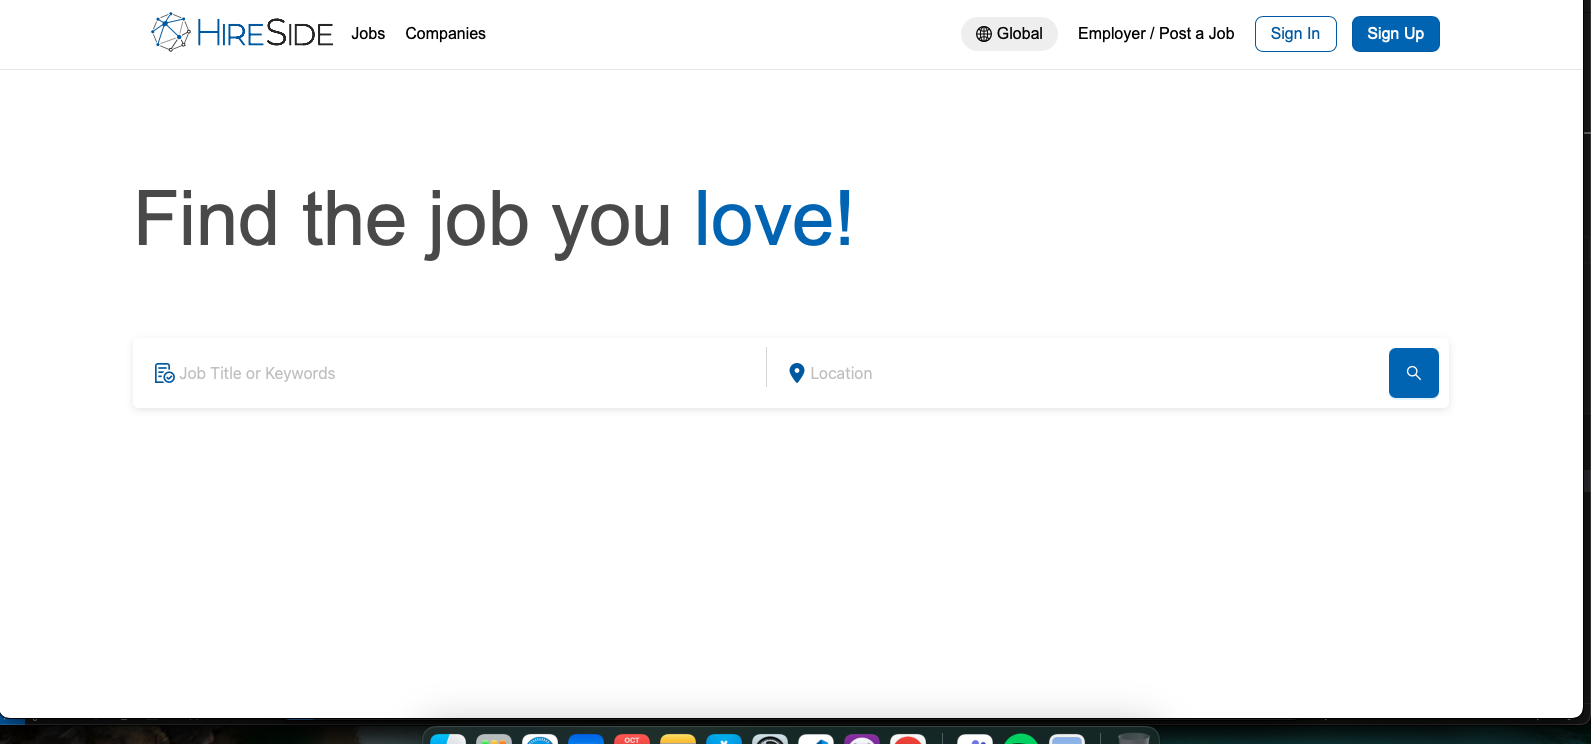 HIRESIDE Jobs Companies Global Employer / Post a Job Sign In Sign Up
Find the job you love!
Job Title or Keywords Location
OCT